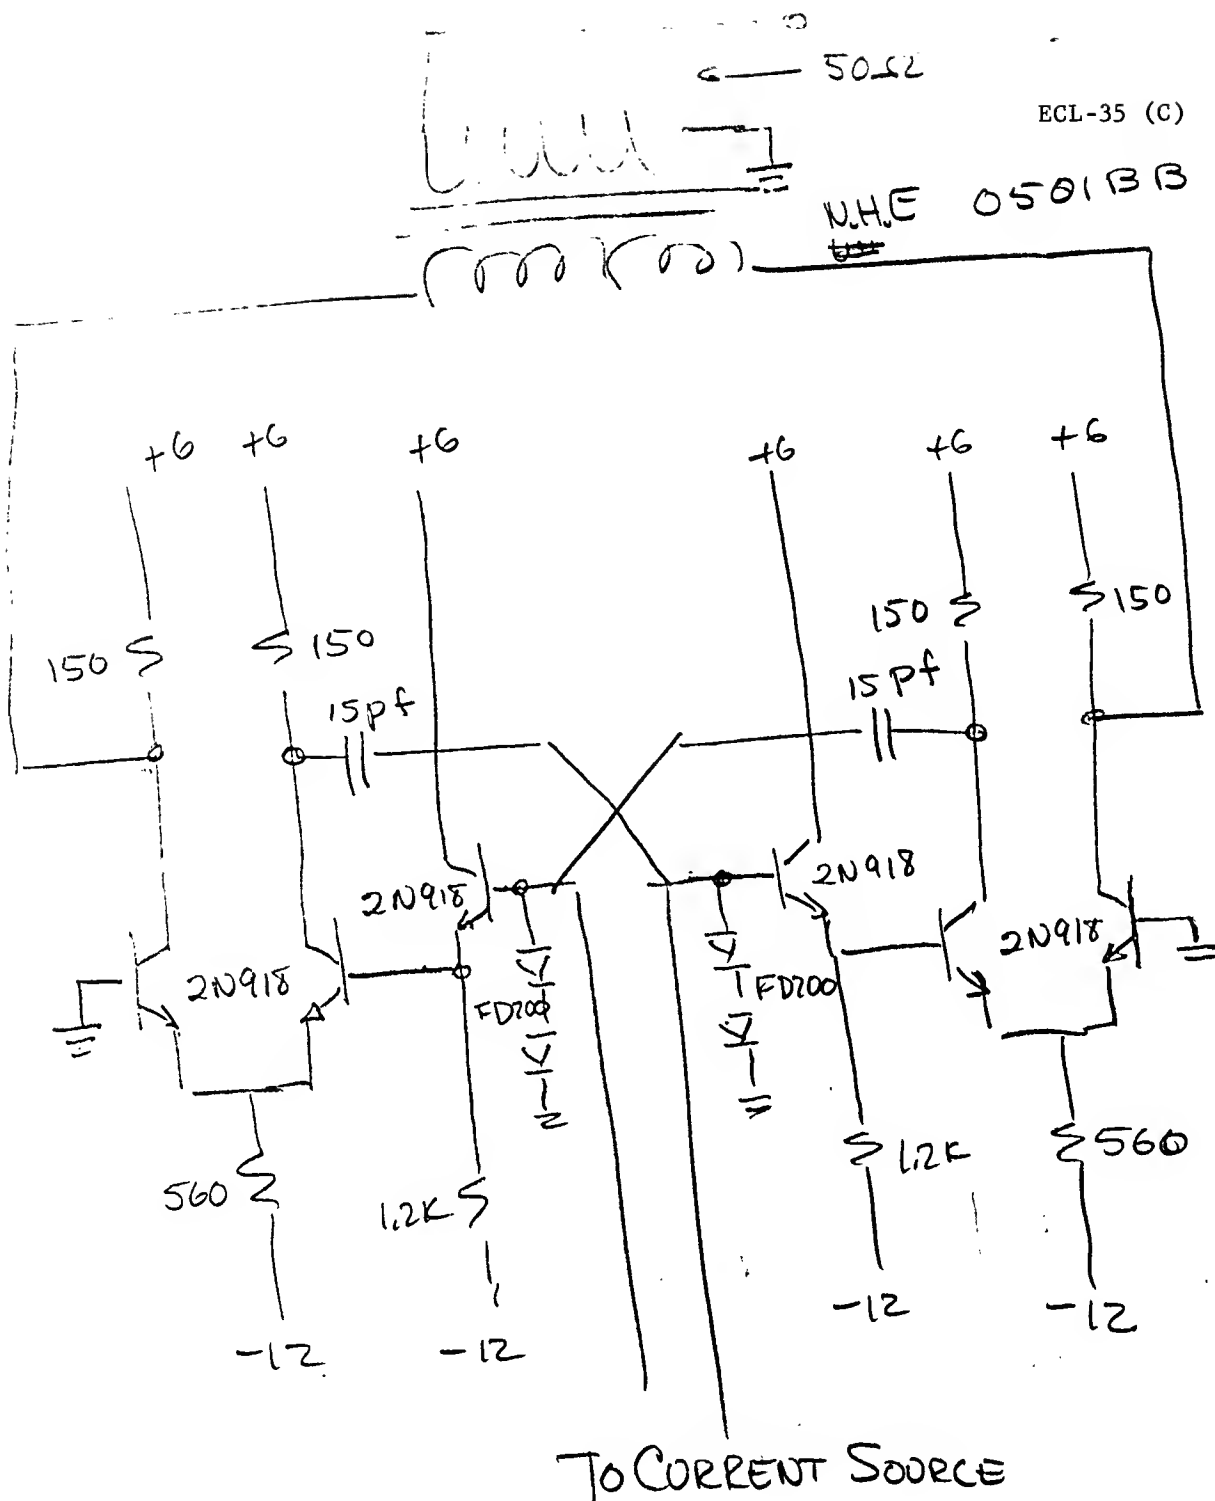 50Ω
ECL-35 (C)
N.H.E 0501BB
+6 +6 +6 +6 +6 +6
150 150 150 150
15pf 15pf
2N918 2N918
2N918 2N918
FD200 FD200
560 1.2K 1.2K 560
-12 -12 -12 -12
TO CURRENT SOURCE